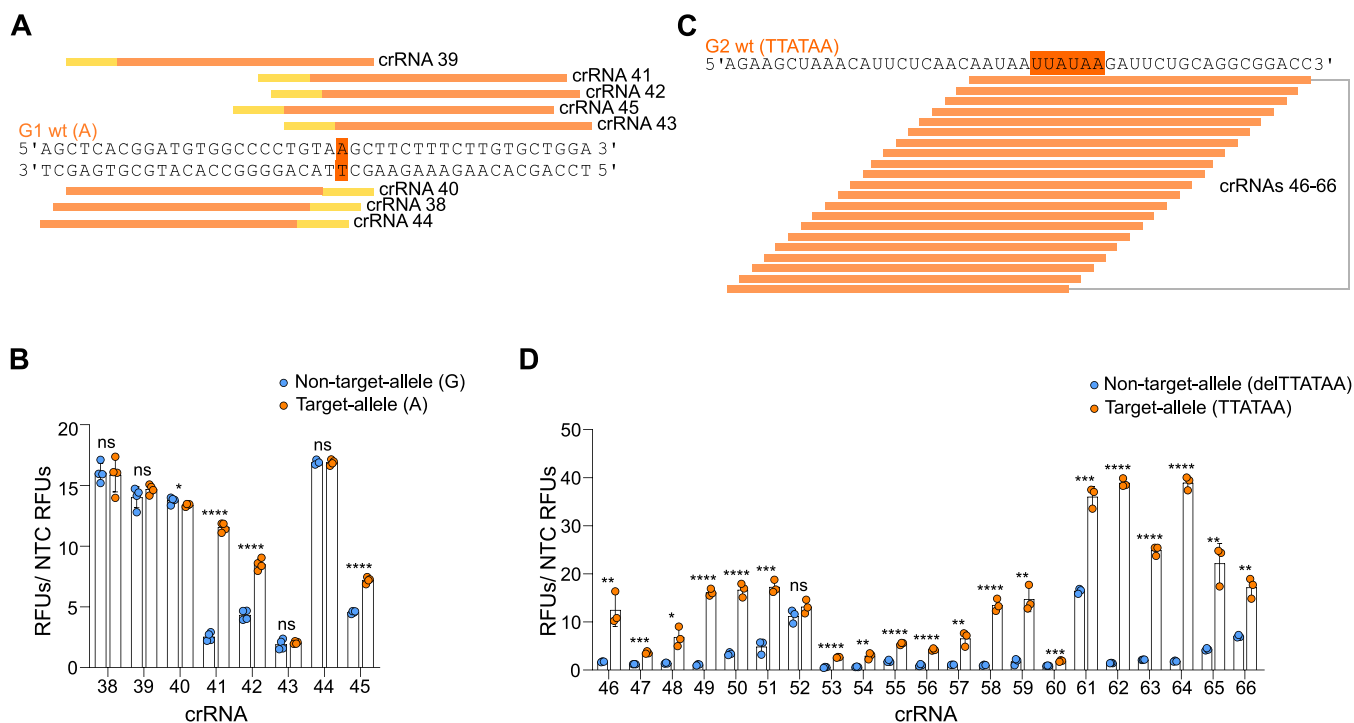 A
crRNA 39
crRNA 41
crRNA 42
crRNA 45
crRNA 43
G1 wt (A)
5'AGCTCACGGATGTGGCCCCTGTAAGCTTCTTTCTTGTGCTGGA 3'
3'TCGAGTGCGTACACCGGGGACATTCGAAGAAAGAACACGACCT 5'
crRNA 40
crRNA 38
crRNA 44
C
G2 wt (TTATAA)
5'AGAAGCUAAACAUUCUCAACAAUAAUUAUAAGAUUCUGCAGGCGGACC3'
crRNAs 46-66
B
Non-target-allele (G)
Target-allele (A)
RFUs/ NTC RFUs
20
15
10
5
0
ns ns * **** **** ns ns ****
38 39 40 41 42 43 44 45
crRNA
D
Non-target-allele (delTTATAA)
Target-allele (TTATAA)
RFUs/ NTC RFUs
50
40
30
20
10
0
** *** * **** **** *** ns **** ** **** **** ** **** ** *** *** **** **** **** ** **
46 47 48 49 50 51 52 53 54 55 56 57 58 59 60 61 62 63 64 65 66
crRNA